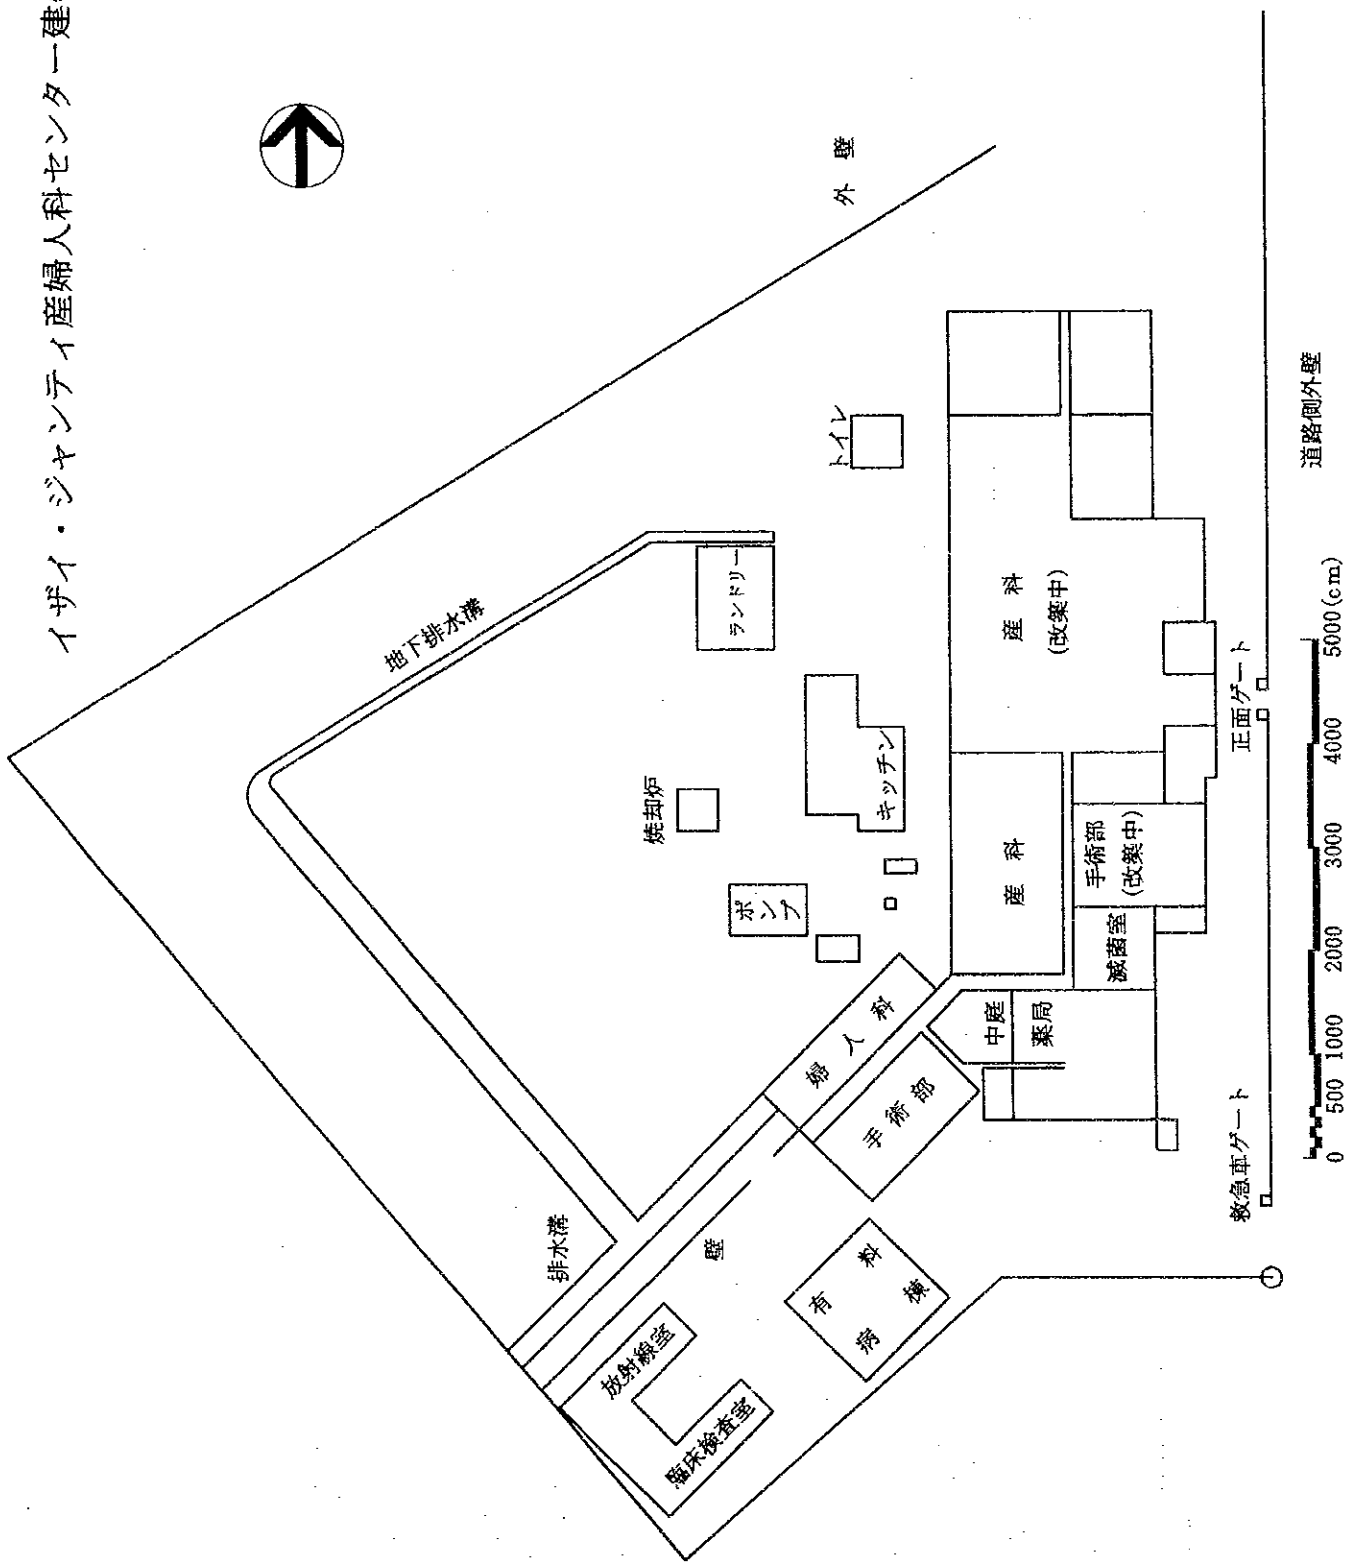 イザイ・ジャンティ産婦人科センター建
外壁
地下排水溝
トイレ
ランドリー
焼却炉
キッチン
ポンプ
産科
(改築中)
産科
手術部
(改築中)
滅菌室
中庭
薬局
婦人科
手術部
排水溝
壁
放射線室
臨床検査室
有料
病棟
道路側外壁
正面ゲート
救急車ゲート
0 500 1000 2000 3000 4000 5000(cm)